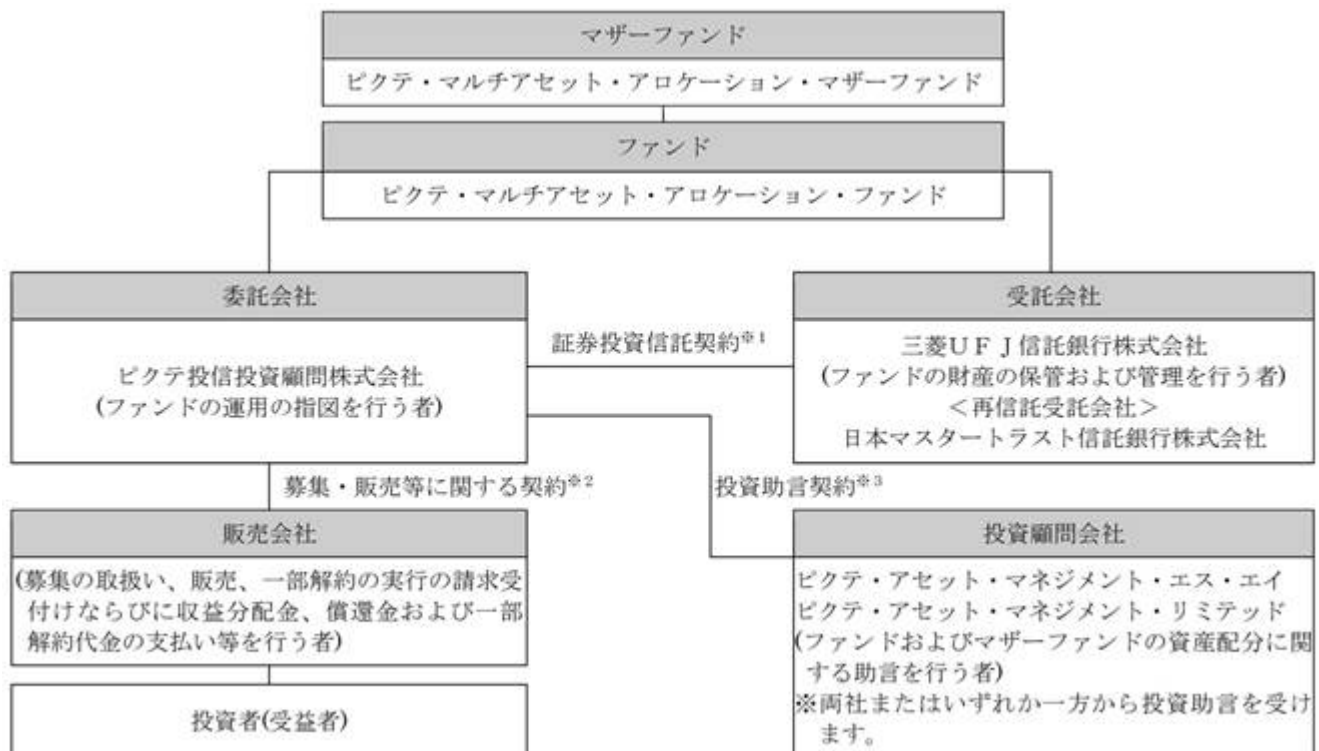 マザーファンド
ピクテ・マルチアセット・アロケーション・マザーファンド
ファンド
ピクテ・マルチアセット・アロケーション・ファンド
委託会社
ピクテ投信投資顧問株式会社
(ファンドの運用の指図を行う者)
証券投資信託契約※1
受託会社
三菱UFJ信託銀行株式会社
(ファンドの財産の保管および管理を行う者)
<再信託受託会社>
日本マスタートラスト信託銀行株式会社
募集・販売等に関する契約※2
投資助言契約※3
販売会社
(募集の取扱い、販売、一部解約の実行の請求受
付けならびに収益分配金、償還金および一部
解約代金の支払い等を行う者)
投資者(受益者)
投資顧問会社
ピクテ・アセット・マネジメント・エス・エイ
ピクテ・アセット・マネジメント・リミテッド
(ファンドおよびマザーファンドの資産配分に関
する助言を行う者)
※両社またはいずれか一方から投資助言を受け
ます。